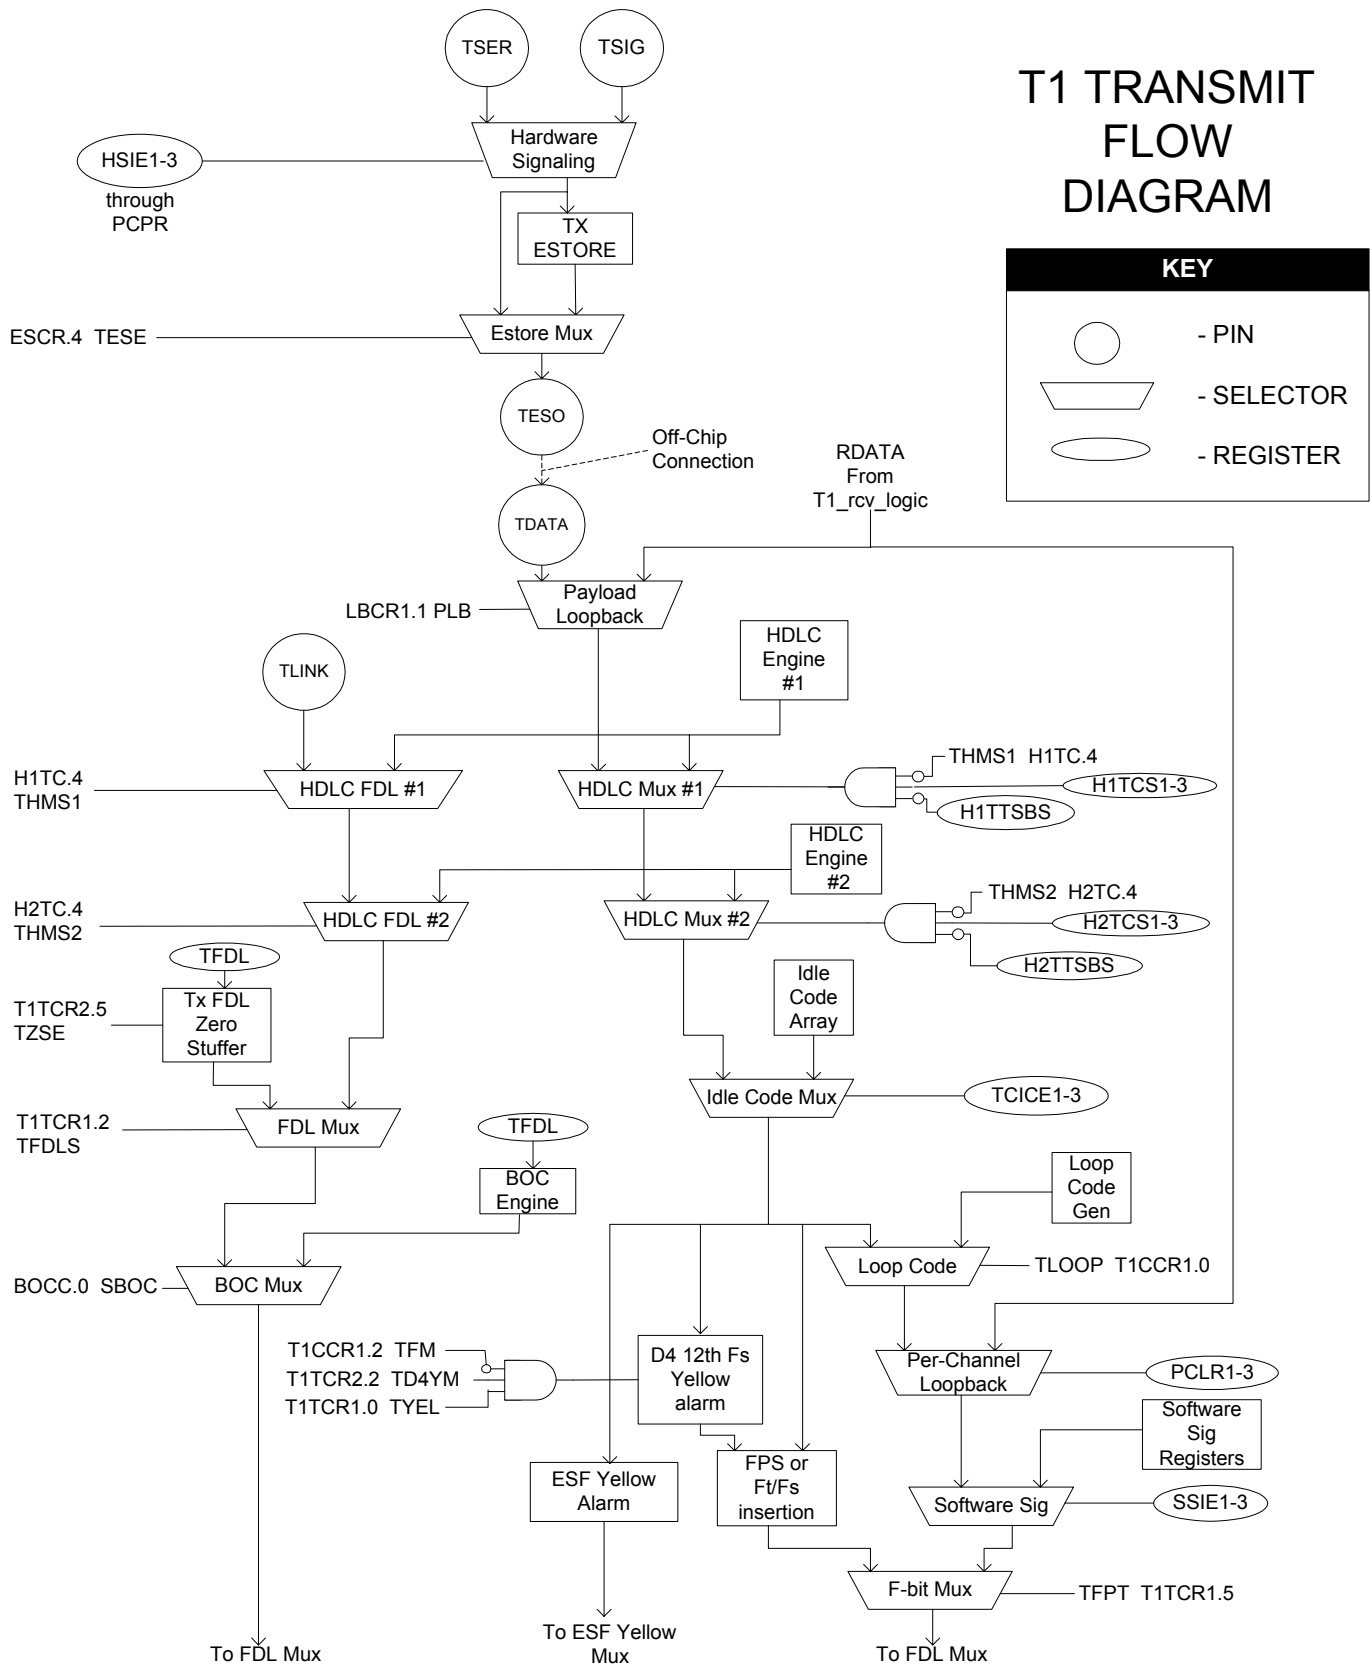 TSER
TSIG
T1 TRANSMIT
FLOW
DIAGRAM
Hardware
Signaling
HSIE1-3
through
PCPR
TX
ESTORE
KEY
- PIN
- SELECTOR
- REGISTER
ESCR.4 TESE
Estore Mux
TESO
Off-Chip
Connection
RDATA
From
T1_rcv_logic
TDATA
LBCR1.1 PLB
Payload
Loopback
HDLC
Engine
#1
TLINK
H1TC.4
THMS1
HDLC FDL #1
HDLC Mux #1
THMS1 H1TC.4
H1TCS1-3
H1TTSBS
HDLC
Engine
#2
H2TC.4
THMS2
HDLC FDL #2
HDLC Mux #2
THMS2 H2TC.4
H2TCS1-3
H2TTSBS
TFDL
T1TCR2.5
TZSE
Tx FDL
Zero
Stuffer
Idle
Code
Array
Idle Code Mux
TCICE1-3
T1TCR1.2
TFDLS
FDL Mux
TFDL
BOC
Engine
Loop
Code
Gen
BOCC.0 SBOC
BOC Mux
Loop Code
TLOOP T1CCR1.0
T1CCR1.2 TFM
T1TCR2.2 TD4YM
T1TCR1.0 TYEL
D4 12th Fs
Yellow
alarm
Per-Channel
Loopback
PCLR1-3
Software
Sig
Registers
ESF Yellow
Alarm
FPS or
Ft/Fs
insertion
Software Sig
SSIE1-3
F-bit Mux
TFPT T1TCR1.5
To FDL Mux
To ESF Yellow
Mux
To FDL Mux